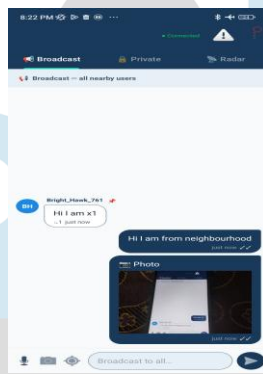 8:22 PM
Connected
Broadcast
Private
Radar
Broadcast — all nearby users
Bright_Hawk_761
BH
Hi I am x1
just now
Hi I am from neighbourhood
just now
Photo
just now
Broadcast to all...